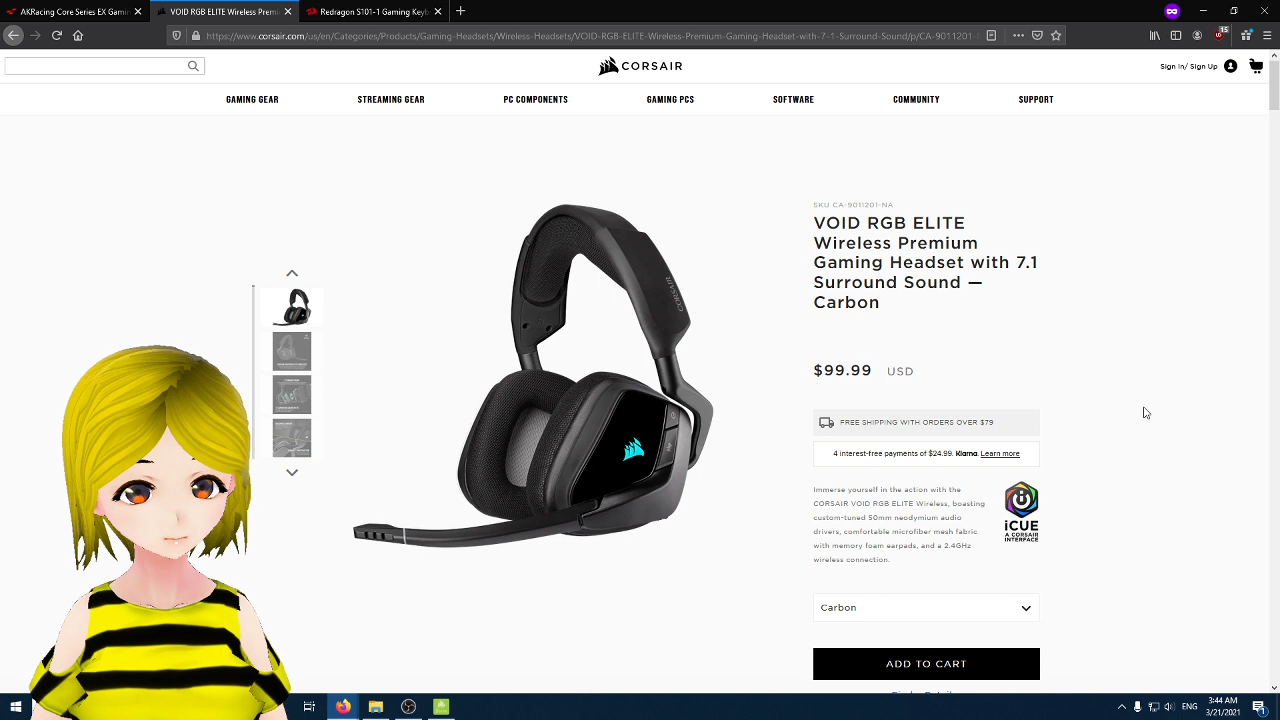 AKRacing Core Series EX Gamin
VOID RGB ELITE Wireless Premi
Redragon S101-1 Gaming Keyb
https://www.corsair.com/us/en/Categories/Products/Gaming-Headsets/Wireless-Headsets/VOID-RGB-ELITE-Wireless-Premium-Gaming-Headset-with-7-1-Surround-Sound/p/CA-9011201-
15
CORSAIR
Sign In/ Sign Up
GAMING GEAR
STREAMING GEAR
PC COMPONENTS
GAMING PCS
SOFTWARE
COMMUNITY
SUPPORT
SKU CA-9011201-NA
VOID RGB ELITE
Wireless Premium
Gaming Headset with 7.1
Surround Sound —
Carbon
CORSAIR
$99.99 USD
FREE SHIPPING WITH ORDERS OVER $79
4 interest-free payments of $24.99. Klarna. Learn more
Immerse yourself in the action with the
CORSAIR VOID RGB ELITE Wireless, boasting
custom-tuned 50mm neodymium audio
drivers, comfortable microfiber mesh fabric
with memory foam earpads, and a 2.4GHz
wireless connection.
iCUE
A CORSAIR
INTERFACE
Carbon
ADD TO CART
ENG
3:44 AM
3/21/2021
1